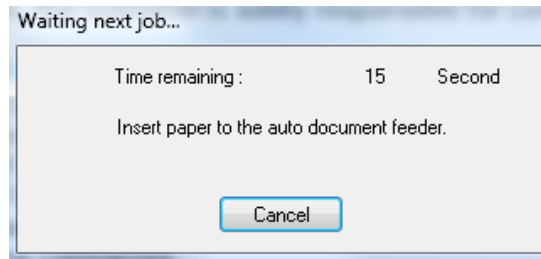 Waiting next job...
Time remaining : 15 Second
Insert paper to the auto document feeder.
Cancel